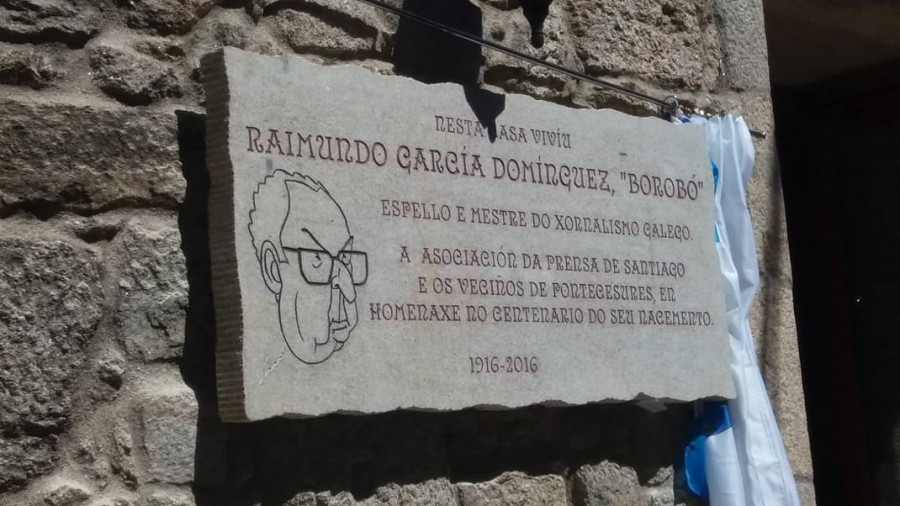 NESTA CASA VIVÍU
RAIMUNDO GARCÍA DOMÍNGUEZ, "BOROBÓ"
ESPELLO E MESTRE DO XORNALISMO GALEGO.
A ASOCIACIÓN DA PRENSA DE SANTIAGO
E OS VECIÑOS DE PONTECESURES, EN
HOMENAXE NO CENTENARIO DO SEU NACEMENTO.
1916-2016